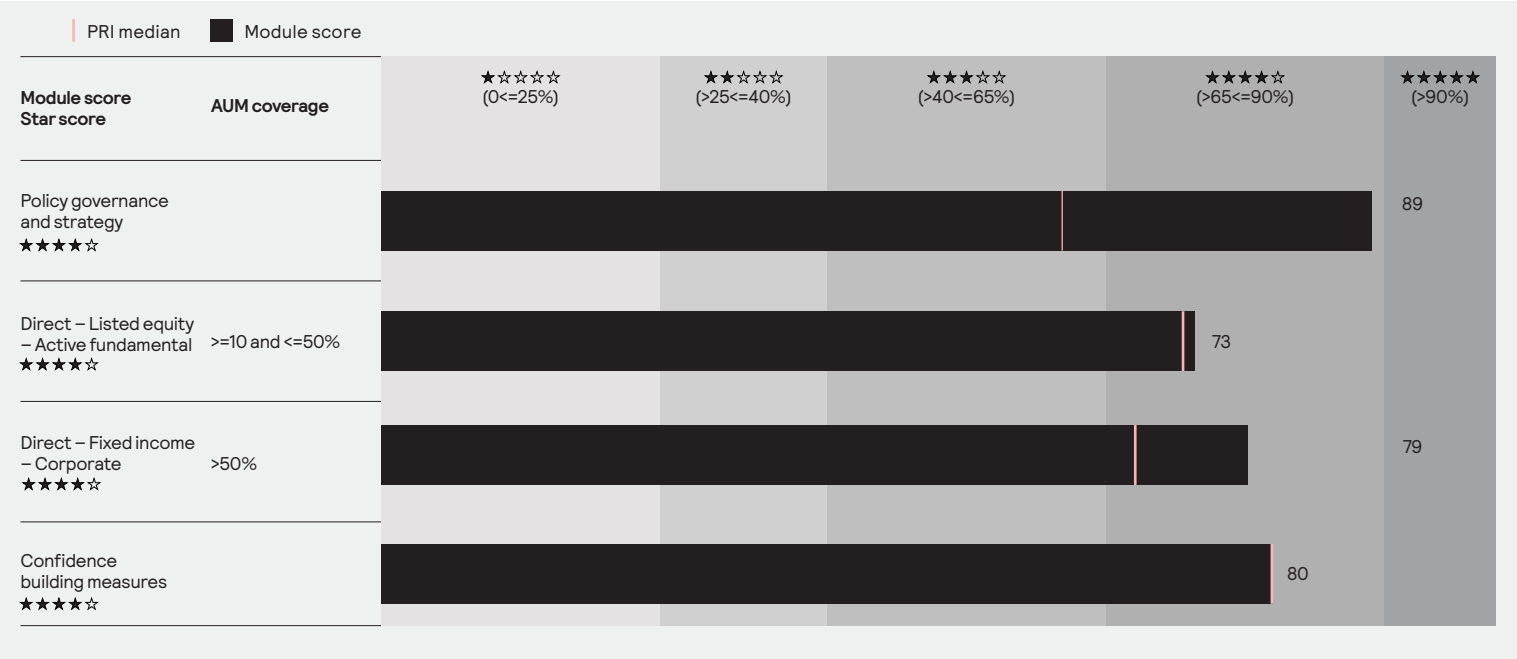 PRI median
Module score
Module score
Star score
AUM coverage
★☆☆☆☆
(0<=25%)
★★☆☆☆
(>25<=40%)
★★★☆☆
(>40<=65%)
★★★★☆
(>65<=90%)
★★★★★
(>90%)
Policy governance
and strategy
★★★★☆
89
Direct – Listed equity
– Active fundamental
★★★★☆
>=10 and <=50%
73
Direct – Fixed income
– Corporate
★★★★☆
>50%
79
Confidence
building measures
★★★★☆
80